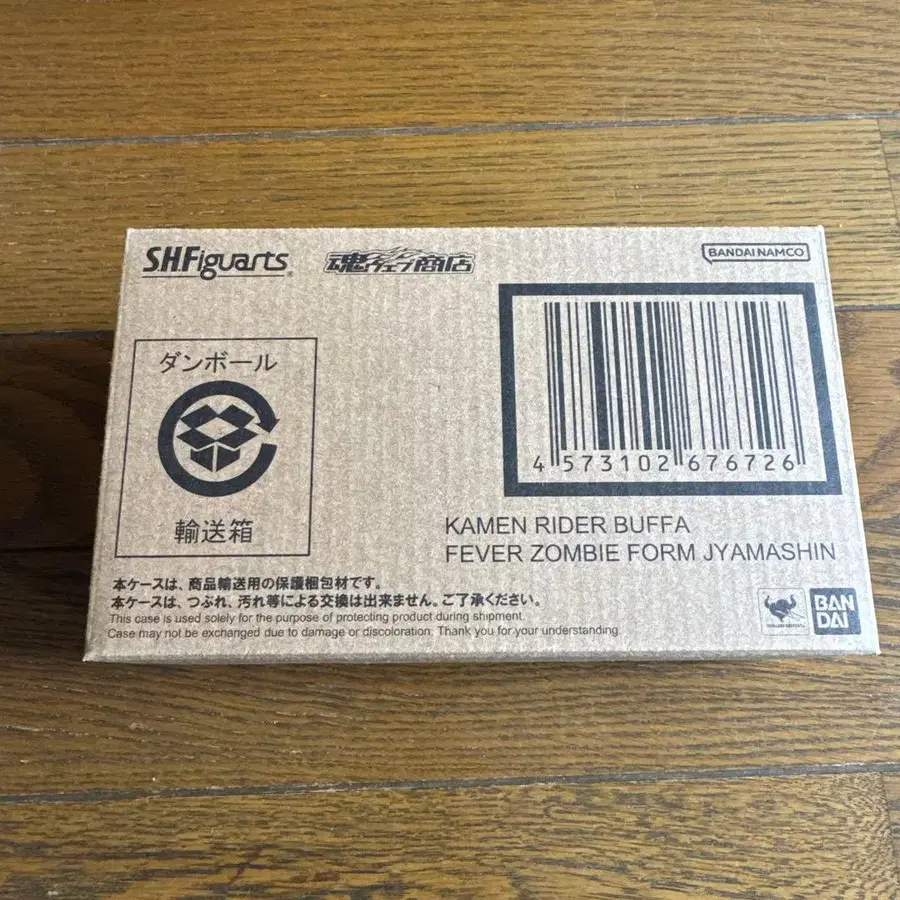 S.H.Figuarts
魂ウェブ商店
BANDAI NAMCO
ダンボール
輸送箱
4 573102 676726
KAMEN RIDER BUFFA
FEVER ZOMBIE FORM JYAMASHIN
本ケースは、商品輸送用の保護梱包材です。
本ケースは、つぶれ、汚れ等による交換は出来ません。ご了承ください。
This case is used solely for the purpose of protecting product during shipment.
Case may not be exchanged due to damage or discoloration. Thank you for your understanding.
BAN
DAI